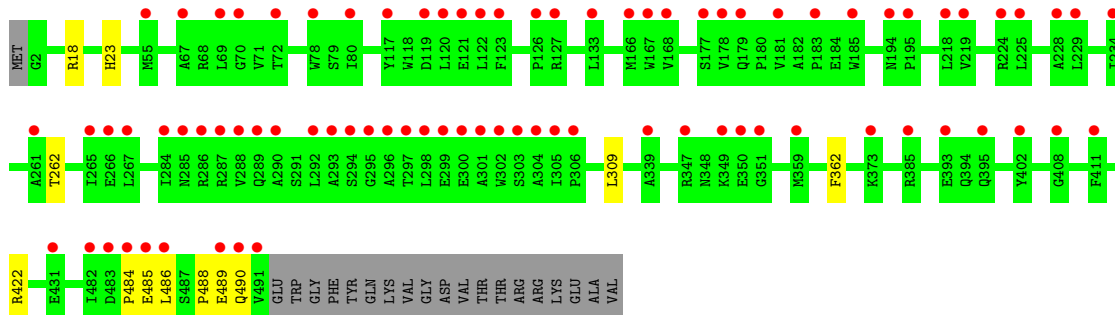 MET G2 R18 H23 M55 A67 R68 L69 G70 V71 T72 W78 S79 I80 Y117 W118 D119 L120 E121 L122 F123 P126 R127 L133 M166 W167 V168 S177 V178 Q179 P180 V181 A182 P183 E184 W185 N194 P195 L218 V219 R224 L225 A228 L229 I234
A261 T262 I265 E266 L267 I284 N285 R286 R287 V288 Q289 A290 S291 L292 A293 S294 G295 A296 T297 L298 E299 E300 A301 W302 S303 A304 I305 P306 L309 A339 R347 N348 K349 E350 G351 M359 F362 K373 R385 E393 Q394 Q395 Y402 G408 F411
R422 E431 I482 D483 P484 E485 L486 S487 P488 E489 Q490 V491 GLU TRP GLY PHE TYR GLN LYS VAL GLY ASP VAL THR THR ARG ARG LYS GLU ALA VAL